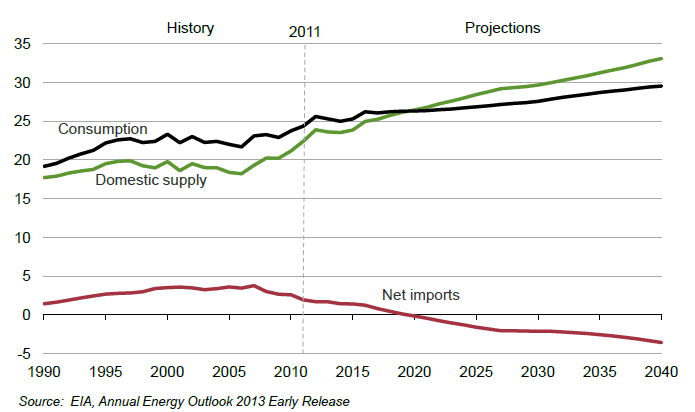 History
2011
Projections
35
30
25
20
15
10
5
0
-5
Consumption
Domestic supply
Net imports
1990 1995 2000 2005 2010 2015 2020 2025 2030 2035 2040
Source: EIA, Annual Energy Outlook 2013 Early Release